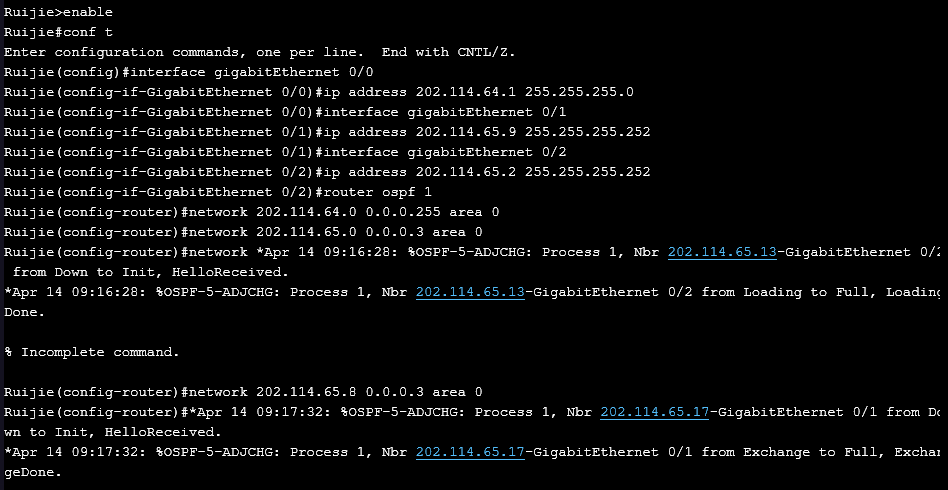 Ruijie>enable
Ruijie#conf t
Enter configuration commands, one per line.  End with CNTL/Z.
Ruijie(config)#interface gigabitEthernet 0/0
Ruijie(config-if-GigabitEthernet 0/0)#ip address 202.114.64.1 255.255.255.0
Ruijie(config-if-GigabitEthernet 0/0)#interface gigabitEthernet 0/1
Ruijie(config-if-GigabitEthernet 0/1)#ip address 202.114.65.9 255.255.255.252
Ruijie(config-if-GigabitEthernet 0/1)#interface gigabitEthernet 0/2
Ruijie(config-if-GigabitEthernet 0/2)#ip address 202.114.65.2 255.255.255.252
Ruijie(config-if-GigabitEthernet 0/2)#router ospf 1
Ruijie(config-router)#network 202.114.64.0 0.0.0.255 area 0
Ruijie(config-router)#network 202.114.65.0 0.0.0.3 area 0
Ruijie(config-router)#network *Apr 14 09:16:28: %OSPF-5-ADJCHG: Process 1, Nbr 202.114.65.13-GigabitEthernet 0/2
 from Down to Init, HelloReceived.
*Apr 14 09:16:28: %OSPF-5-ADJCHG: Process 1, Nbr 202.114.65.13-GigabitEthernet 0/2 from Loading to Full, Loading
Done.
% Incomplete command.
Ruijie(config-router)#network 202.114.65.8 0.0.0.3 area 0
Ruijie(config-router)#*Apr 14 09:17:32: %OSPF-5-ADJCHG: Process 1, Nbr 202.114.65.17-GigabitEthernet 0/1 from Do
wn to Init, HelloReceived.
*Apr 14 09:17:32: %OSPF-5-ADJCHG: Process 1, Nbr 202.114.65.17-GigabitEthernet 0/1 from Exchange to Full, Exchan
geDone.